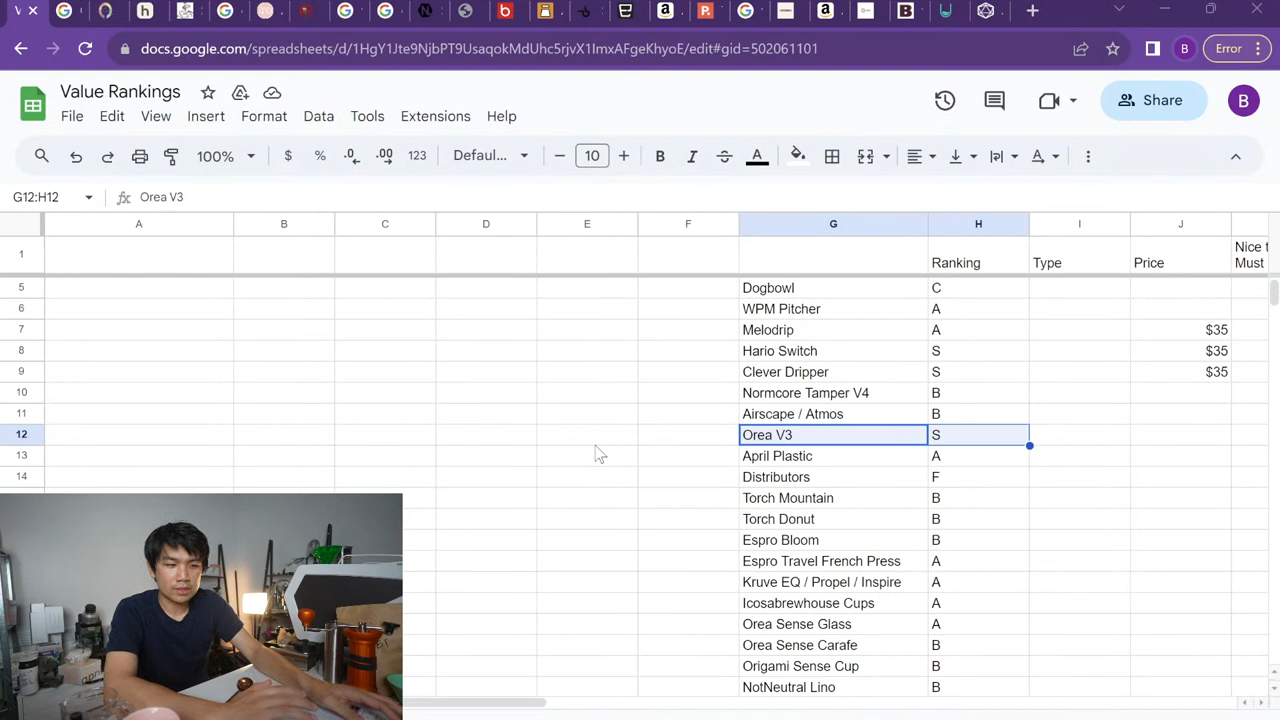 docs.google.com/spreadsheets/d/1HgY1Jte9NjbPT9UsaqokMdUhc5rjvX1ImxAFgeKhyoE/edit#gid=502061101
B
Error
Value Rankings
File Edit View Insert Format Data Tools Extensions Help
Share
B
100% $ % .0 .00 123 Defaul... 10 B I A
G12:H12 fx Orea V3
A B C D E F G H I J
1 Ranking Type Price Nice t
Must
5 Dogbowl C
6 WPM Pitcher A
7 Melodrip A $35
8 Hario Switch S $35
9 Clever Dripper S $35
10 Normcore Tamper V4 B
11 Airscape / Atmos B
12 Orea V3 S
13 April Plastic A
14 Distributors F
Torch Mountain B
Torch Donut B
Espro Bloom B
Espro Travel French Press A
Kruve EQ / Propel / Inspire A
Icosabrewhouse Cups A
Orea Sense Glass A
Orea Sense Carafe B
Origami Sense Cup B
NotNeutral Lino B